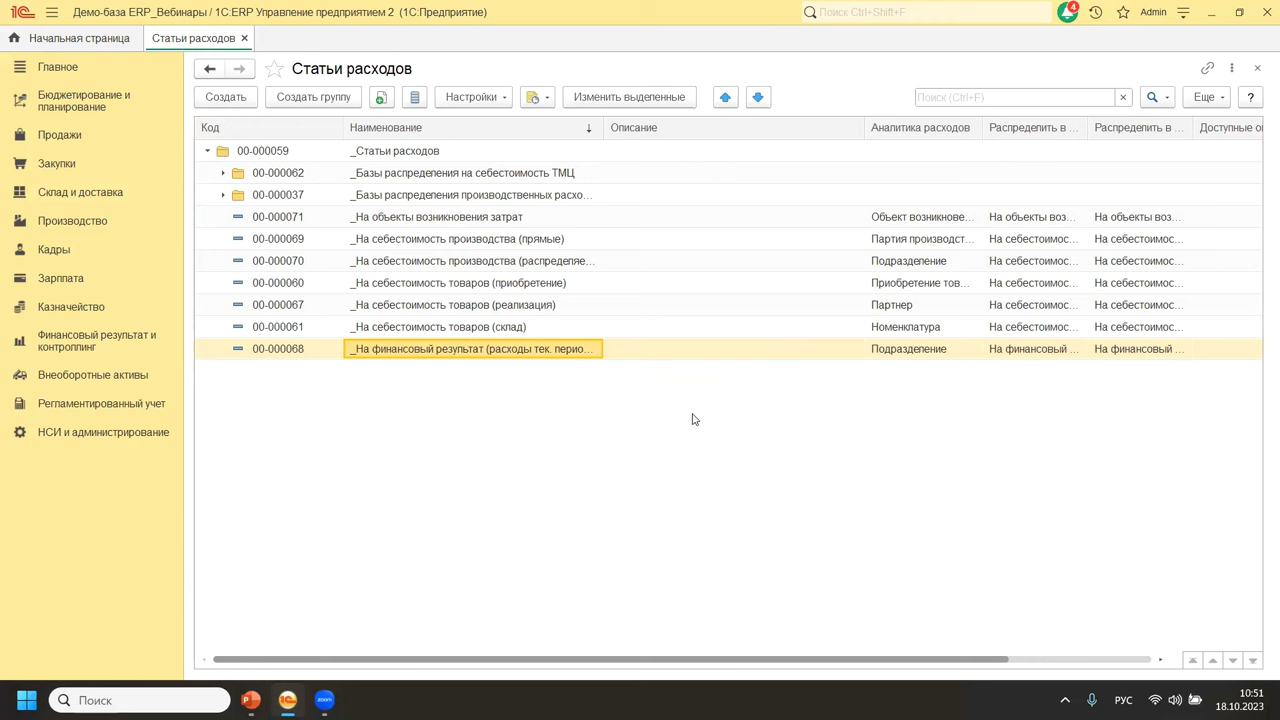 Демо-база ERP_Вебинары / 1С:ERP Управление предприятием 2 (1С:Предприятие)
Поиск Ctrl+Shift+F
4
Admin
Начальная страница
Статьи расходов
Главное
Бюджетирование и
планирование
Продажи
Закупки
Склад и доставка
Производство
Кадры
Зарплата
Казначейство
Финансовый результат и
контроллинг
Внеоборотные активы
Регламентированный учет
НСИ и администрирование
Статьи расходов
Создать
Создать группу
Настройки
Изменить выделенные
Поиск (Ctrl+F)
Еще
?
Код Наименование Описание Аналитика расходов Распределить в ... Распределить в ... Доступные о
00-000059 _Статьи расходов
00-000062 _Базы распределения на себестоимость ТМЦ
00-000037 _Базы распределения производственных расхо...
00-000071 _На объекты возникновения затрат Объект возникнове... На объекты воз... На объекты воз...
00-000069 _На себестоимость производства (прямые) Партия производст... На себестоимос... На себестоимос...
00-000070 _На себестоимость производства (распределяе... Подразделение На себестоимос... На себестоимос...
00-000060 _На себестоимость товаров (приобретение) Приобретение тов... На себестоимос... На себестоимос...
00-000067 _На себестоимость товаров (реализация) Партнер На себестоимос... На себестоимос...
00-000061 _На себестоимость товаров (склад) Номенклатура На себестоимос... На себестоимос...
00-000068 _На финансовый результат (расходы тек. перио... Подразделение На финансовый ... На финансовый ...
Поиск
zoom
РУС
10:51
18.10.2023